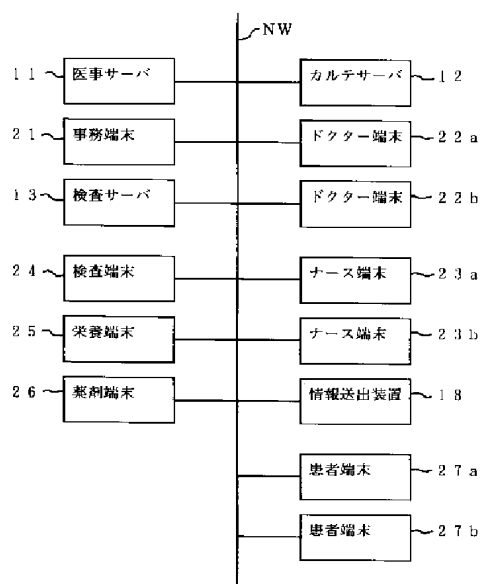 NW
11 医事サーバ カルテサーバ 12
21 事務端末 ドクター端末 22a
13 検査サーバ ドクター端末 22b
24 検査端末 ナース端末 23a
25 栄養端末 ナース端末 23b
26 薬剤端末 情報送出装置 18
患者端末 27a
患者端末 27b